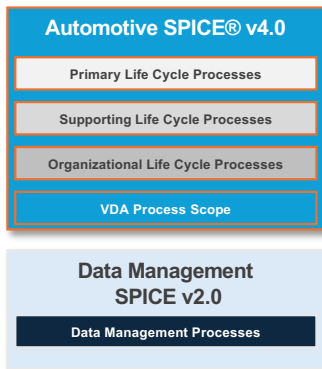 Automotive SPICE® v4.0
Primary Life Cycle Processes
Supporting Life Cycle Processes
Organizational Life Cycle Processes
VDA Process Scope
Data Management
SPICE v2.0
Data Management Processes